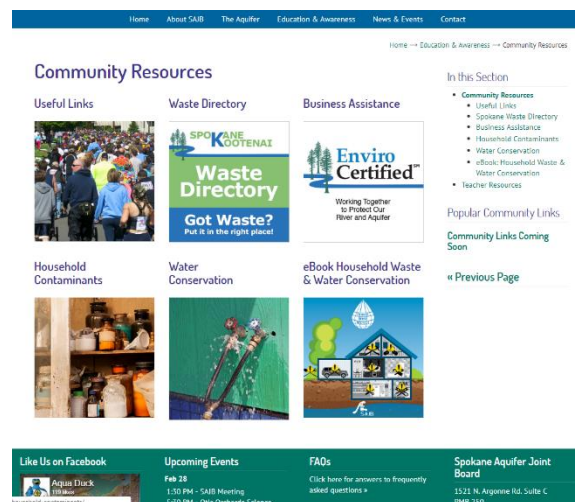 Home About SAJB The Aquifer Education & Awareness News & Events Contact
Home → Education & Awareness → Community Resources
Community Resources
Useful Links
Waste Directory
SPOKANE
KOOTENAI
Waste
Directory
Got Waste?
Put it in the right place!
Business Assistance
Enviro
Certified℠
Working Together
to Protect Our
River and Aquifer
Household
Contaminants
Water
Conservation
eBook Household Waste
& Water Conservation
SAJB
In this Section
Community Resources
Useful Links
Spokane Waste Directory
Business Assistance
Household Contaminants
Water Conservation
eBook: Household Waste &
Water Conservation
Teacher Resources
Popular Community Links
Community Links Coming
Soon
« Previous Page
Like Us on Facebook
Aqua Duck
Upcoming Events
Feb 28
1:30 PM - SAJB Meeting
FAQs
Click here for answers to frequently
asked questions »
Spokane Aquifer Joint
Board
1521 N. Argonne Rd. Suite C